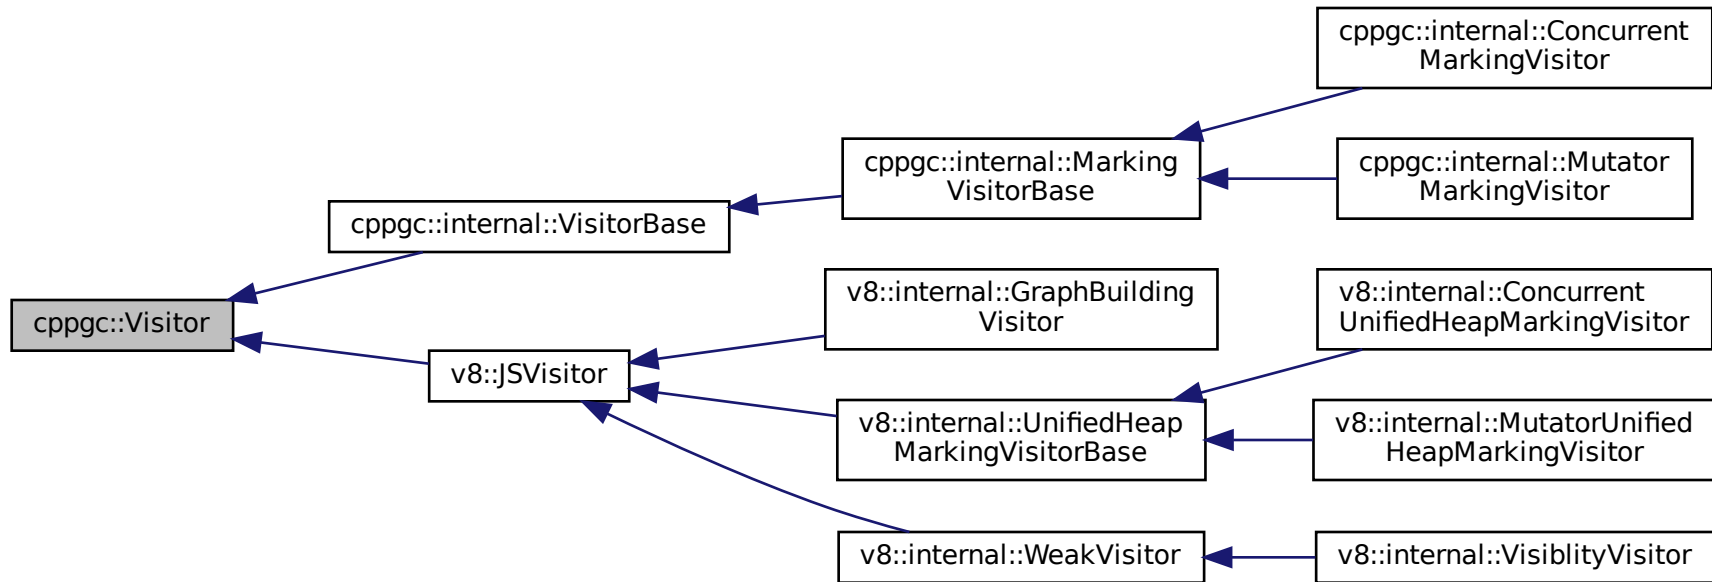 cppgc::internal::Concurrent
MarkingVisitor
cppgc::internal::Marking
VisitorBase
cppgc::internal::Mutator
MarkingVisitor
cppgc::internal::VisitorBase
cppgc::Visitor
v8::internal::GraphBuilding
Visitor
v8::internal::Concurrent
UnifiedHeapMarkingVisitor
v8::JSVisitor
v8::internal::UnifiedHeap
MarkingVisitorBase
v8::internal::MutatorUnified
HeapMarkingVisitor
v8::internal::WeakVisitor
v8::internal::VisiblityVisitor